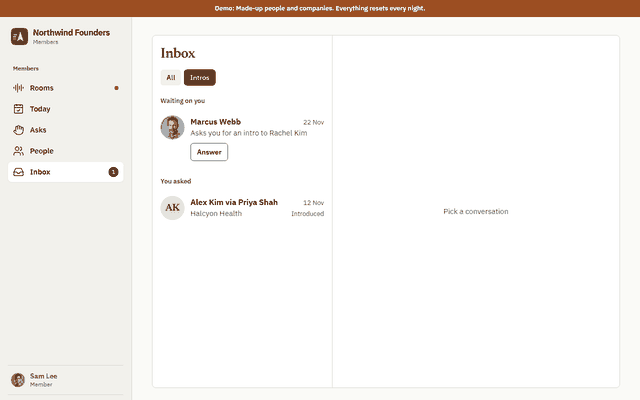 Demo: Made-up people and companies. Everything resets every night.
Northwind Founders
Members
Members
Rooms
Today
Asks
People
Inbox
1
Sam Lee
Member
Inbox
All
Intros
Waiting on you
Marcus Webb
22 Nov
Asks you for an intro to Rachel Kim
Answer
You asked
AK
Alex Kim via Priya Shah
12 Nov
Halcyon Health
Introduced
Pick a conversation